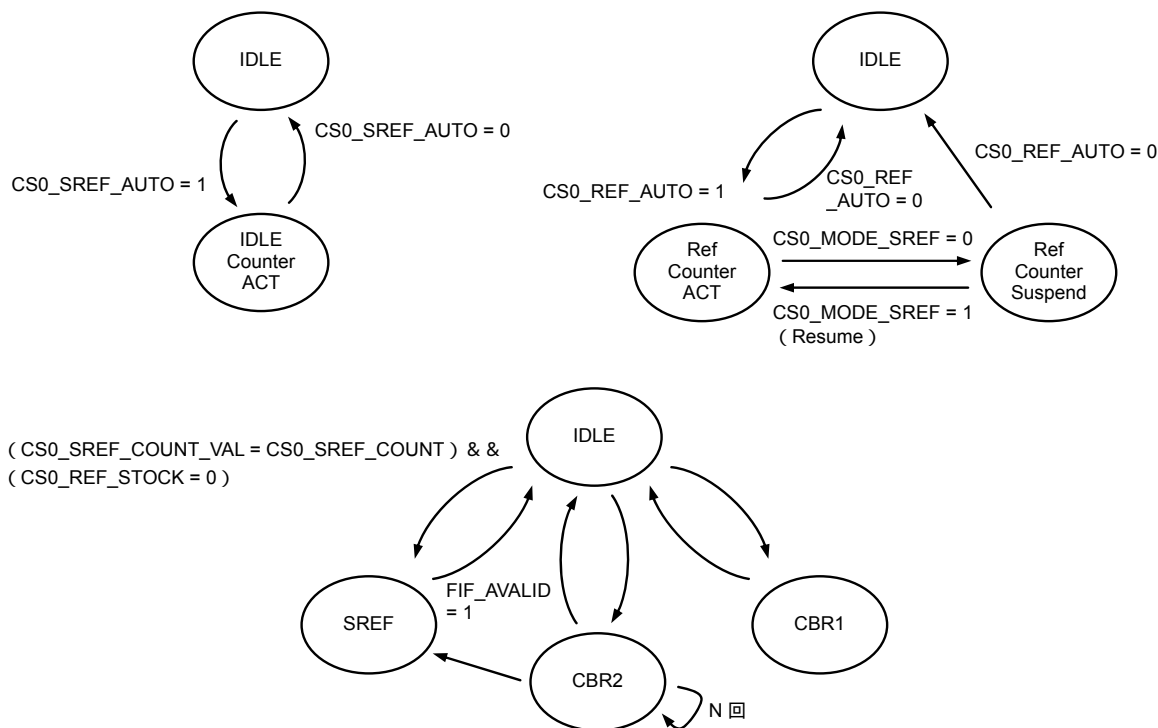 IDLE
CS0_SREF_AUTO = 0
CS0_SREF_AUTO = 1
IDLE
Counter
ACT
IDLE
CS0_REF_AUTO = 0
CS0_REF_AUTO = 1
CS0_REF
_AUTO = 0
Ref
Counter
ACT
CS0_MODE_SREF = 0
Ref
Counter
Suspend
CS0_MODE_SREF = 1
（Resume）
IDLE
（CS0_SREF_COUNT_VAL = CS0_SREF_COUNT）& &
（CS0_REF_STOCK = 0）
FIF_AVALID
= 1
SREF
CBR1
CBR2
N 回